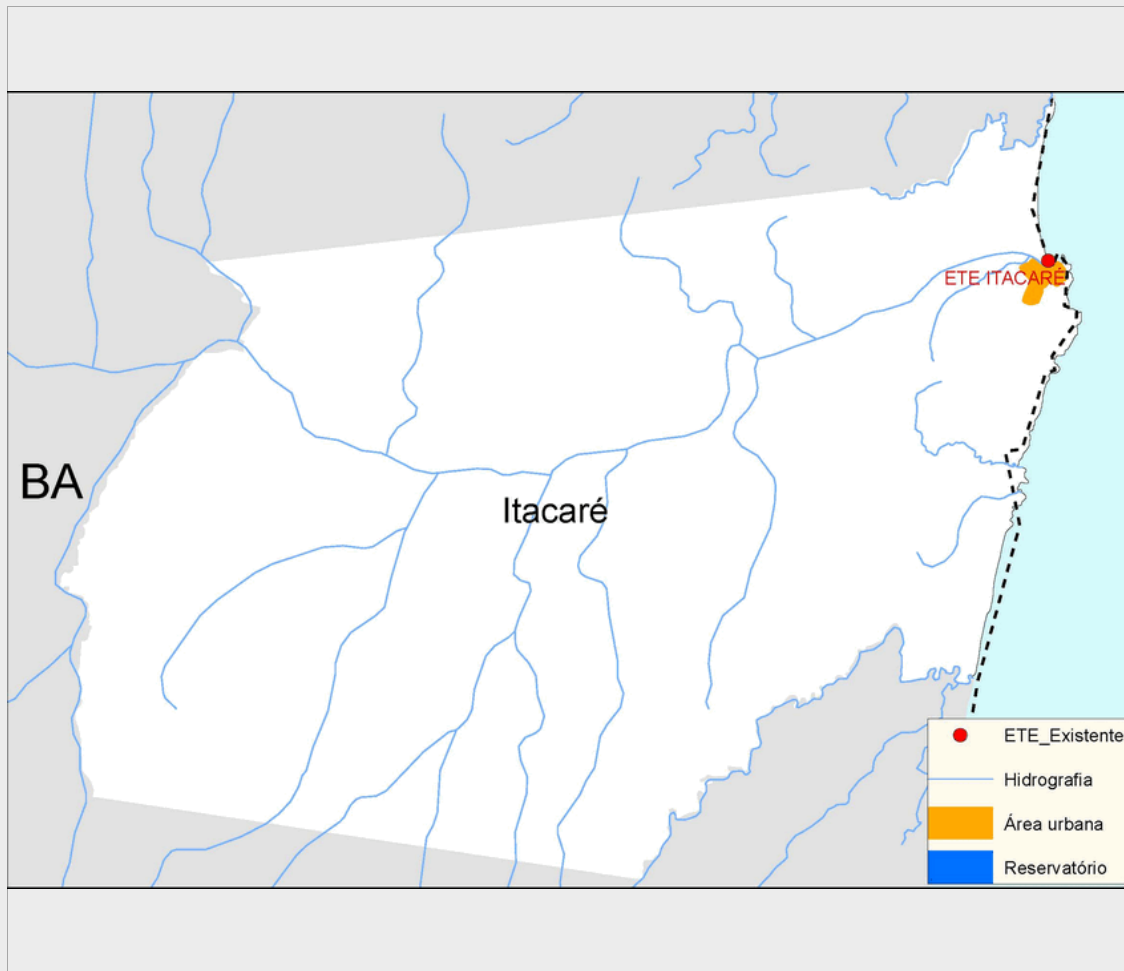 ETE ITACARÉ
BA
Itacaré
ETE_Existente
Hidrografia
Área urbana
Reservatório